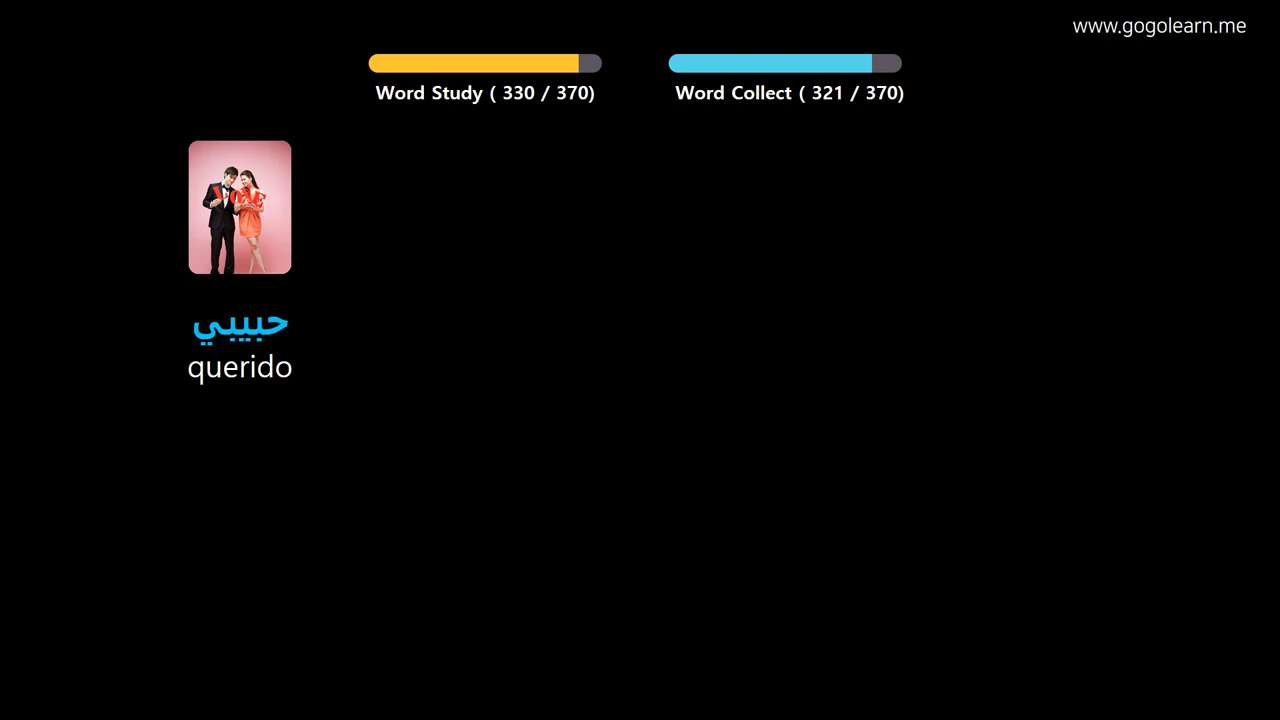 www.gogolearn.me
Word Study ( 330 / 370)
Word Collect ( 321 / 370)
حبيبي
querido